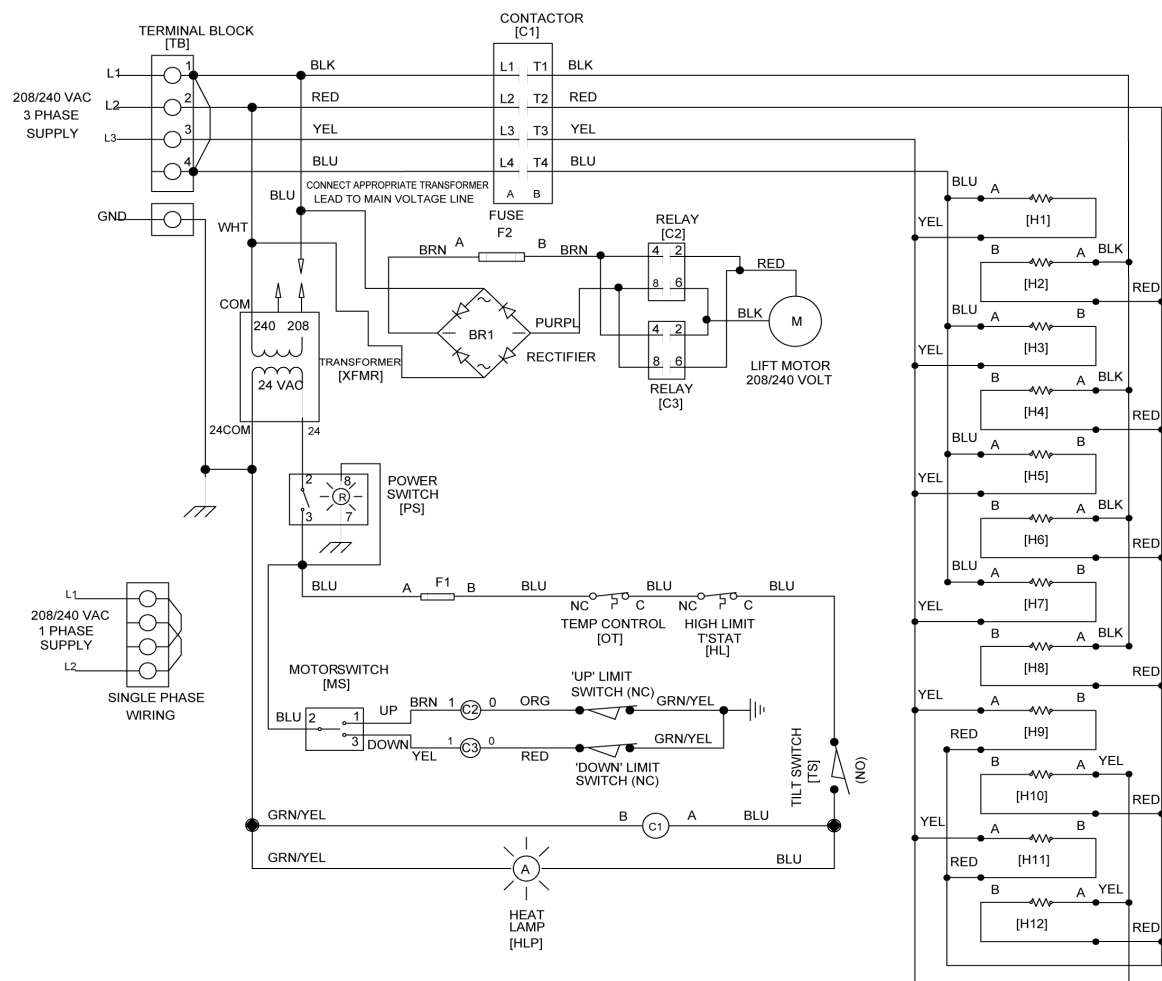 CONTACTOR
[C1]
TERMINAL BLOCK
[TB]
L1
1
BLK
L1
T1
BLK
208/240 VAC
3 PHASE
SUPPLY
L2
2
RED
L2
T2
RED
L3
3
YEL
L3
T3
YEL
4
BLU
L4
T4
BLU
A
B
CONNECT APPROPRIATE TRANSFORMER
LEAD TO MAIN VOLTAGE LINE
BLU
GND
WHT
FUSE
F2
BRN
A
B
BRN
RELAY
[C2]
4
2
8
6
RED
BLK
M
LIFT MOTOR
208/240 VOLT
BR1
PURPL
RECTIFIER
4
2
8
6
RELAY
[C3]
COM
240
208
24 VAC
TRANSFORMER
[XFMR]
24COM
24
2
8
R
3
7
POWER
SWITCH
[PS]
BLU
A
F1
B
BLU
NC
C
BLU
NC
C
BLU
TEMP CONTROL
[OT]
HIGH LIMIT
T'STAT
[HL]
L1
208/240 VAC
1 PHASE
SUPPLY
L2
SINGLE PHASE
WIRING
MOTORSWITCH
[MS]
BLU
2
1
3
UP
BRN
1
C2
0
ORG
'UP' LIMIT
SWITCH (NC)
GRN/YEL
DOWN
YEL
1
C3
0
RED
'DOWN' LIMIT
SWITCH (NC)
GRN/YEL
TILT SWITCH
[TS]
(NO)
GRN/YEL
B
C1
A
BLU
GRN/YEL
A
BLU
HEAT
LAMP
[HLP]
BLU
A
[H1]
YEL
B
A
BLK
[H2]
RED
BLU
A
B
[H3]
YEL
B
A
BLK
[H4]
RED
BLU
A
B
[H5]
YEL
B
A
BLK
[H6]
RED
BLU
A
B
[H7]
YEL
B
A
BLK
[H8]
RED
YEL
A
B
[H9]
RED
B
A
YEL
[H10]
RED
YEL
A
B
[H11]
RED
B
A
YEL
[H12]
RED